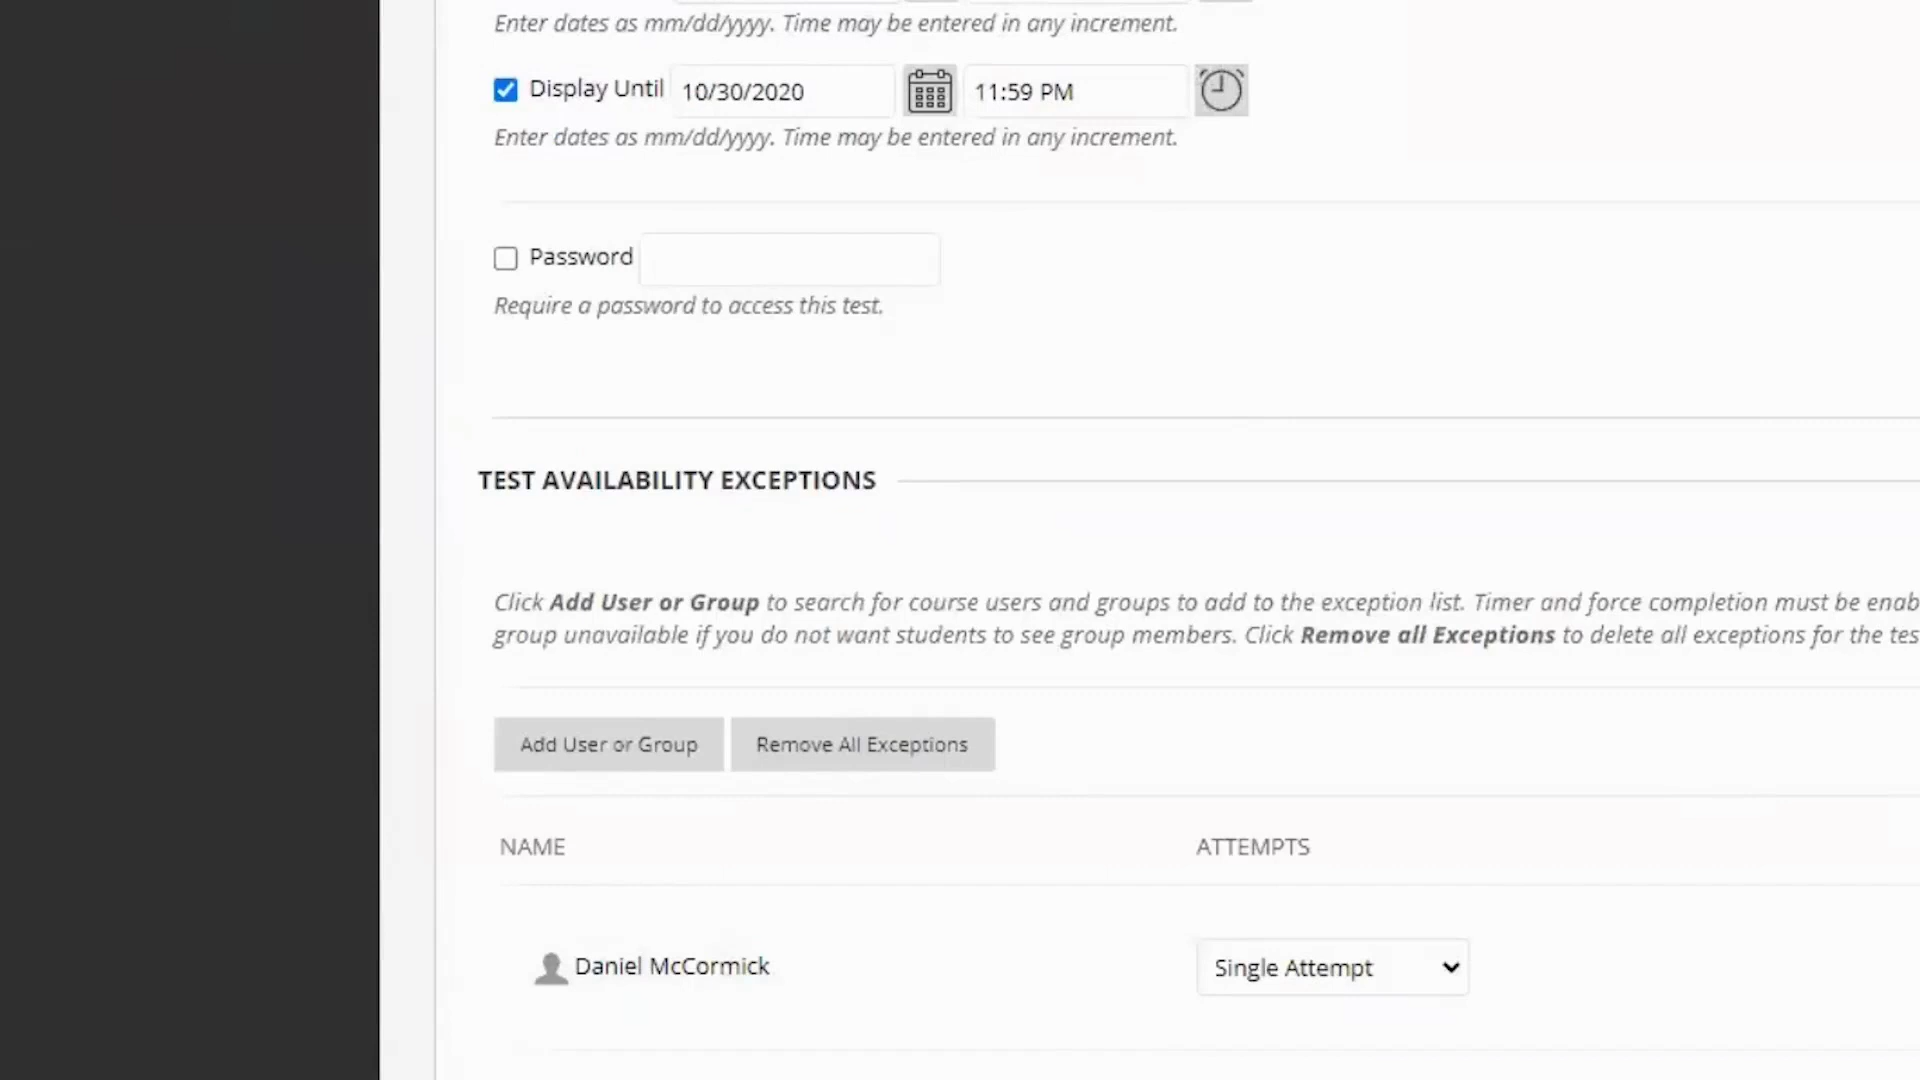 Enter dates as mm/dd/yyyy. Time may be entered in any increment.
Display Until 10/30/2020 11:59 PM
Enter dates as mm/dd/yyyy. Time may be entered in any increment.
Password
Require a password to access this test.
TEST AVAILABILITY EXCEPTIONS
Click Add User or Group to search for course users and groups to add to the exception list. Timer and force completion must be enab
group unavailable if you do not want students to see group members. Click Remove all Exceptions to delete all exceptions for the tes
Add User or Group Remove All Exceptions
NAME ATTEMPTS
Daniel McCormick Single Attempt